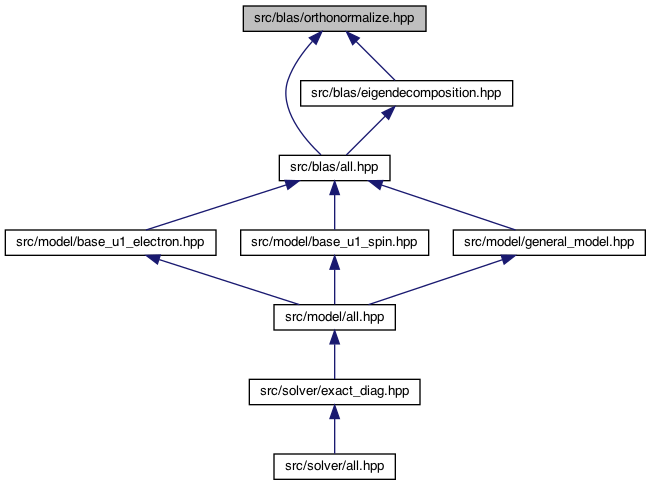 src/blas/orthonormalize.hpp
src/blas/eigendecomposition.hpp
src/blas/all.hpp
src/model/base_u1_electron.hpp
src/model/base_u1_spin.hpp
src/model/general_model.hpp
src/model/all.hpp
src/solver/exact_diag.hpp
src/solver/all.hpp